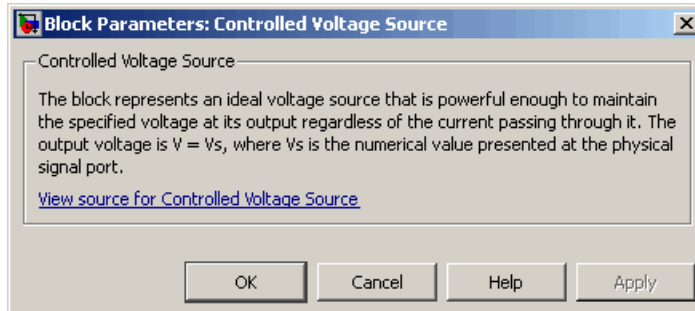 Block Parameters: Controlled Voltage Source
Controlled Voltage Source
The block represents an ideal voltage source that is powerful enough to maintain
the specified voltage at its output regardless of the current passing through it. The
output voltage is V = Vs, where Vs is the numerical value presented at the physical
signal port.
View source for Controlled Voltage Source
OK Cancel Help Apply